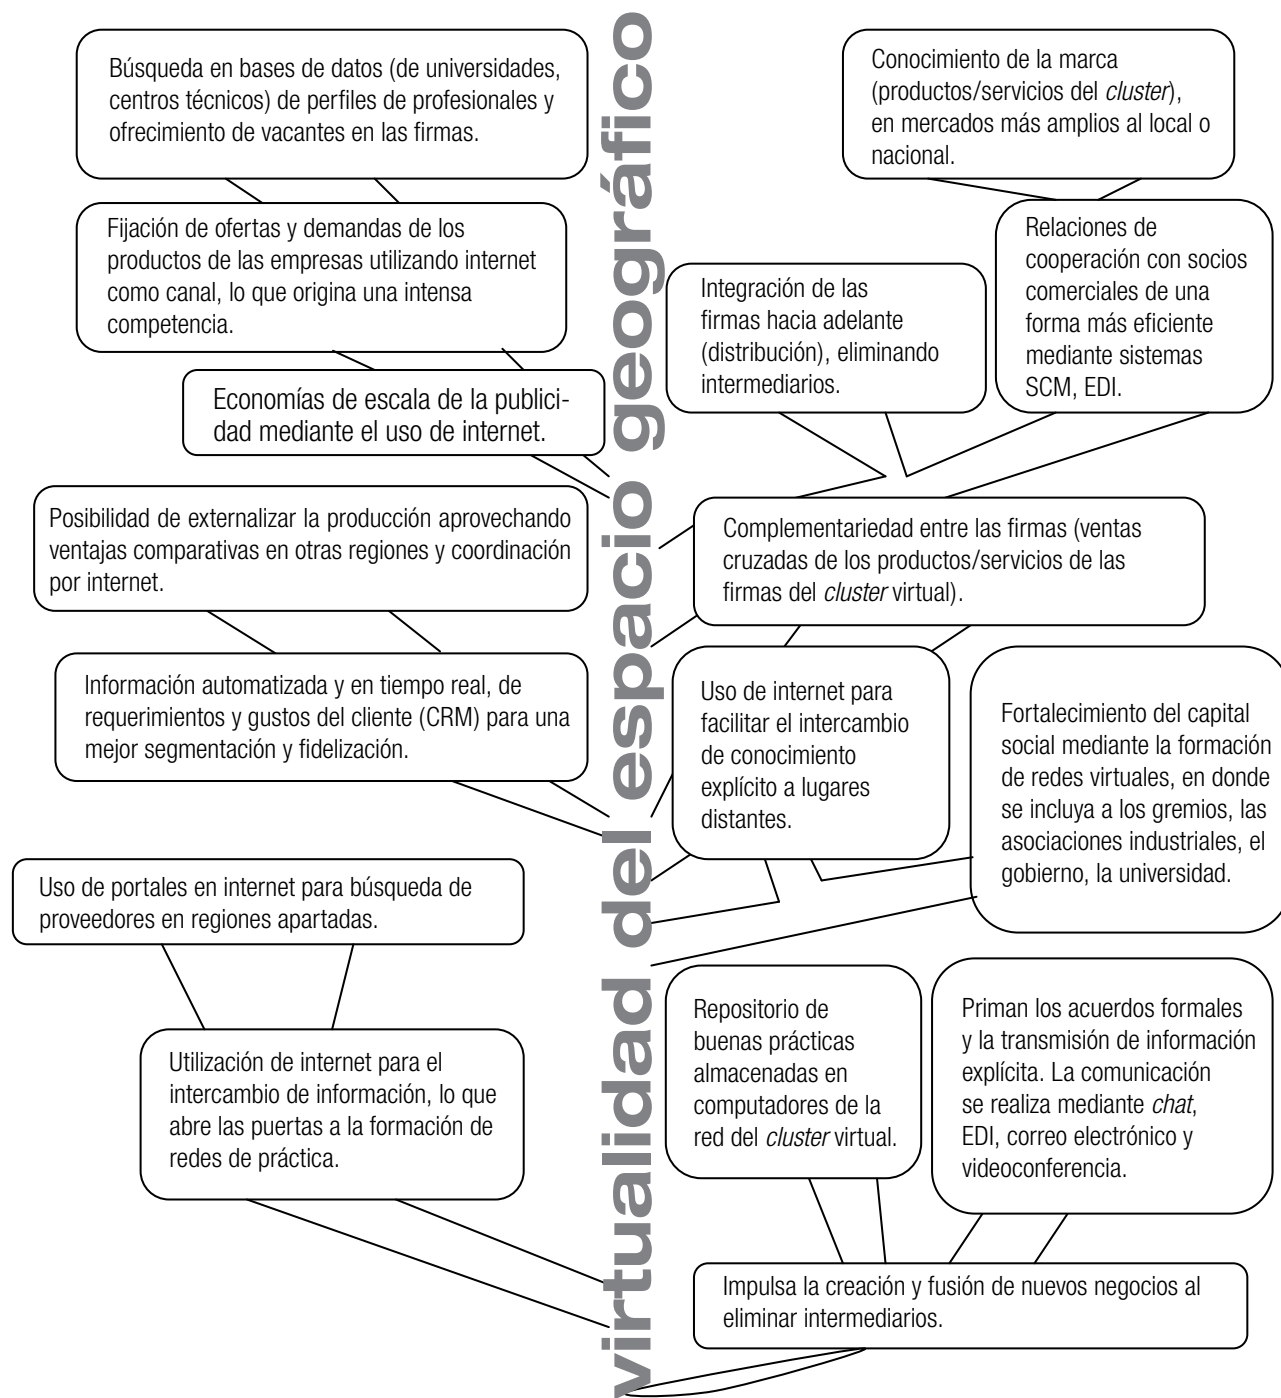 Búsqueda en bases de datos (de universidades,
centros técnicos) de perfiles de profesionales y
ofrecimiento de vacantes en las firmas.
Fijación de ofertas y demandas de los
productos de las empresas utilizando internet
como canal, lo que origina una intensa
competencia.
Economías de escala de la publici-
dad mediante el uso de internet.
Posibilidad de externalizar la producción aprovechando
ventajas comparativas en otras regiones y coordinación
por internet.
Información automatizada y en tiempo real, de
requerimientos y gustos del cliente (CRM) para una
mejor segmentación y fidelización.
Uso de portales en internet para búsqueda de
proveedores en regiones apartadas.
Utilización de internet para el
intercambio de información, lo que
abre las puertas a la formación de
redes de práctica.
virtualidad del espacio geográfico
Conocimiento de la marca
(productos/servicios del cluster),
en mercados más amplios al local o
nacional.
Relaciones de
cooperación con socios
comerciales de una
forma más eficiente
mediante sistemas
SCM, EDI.
Integración de las
firmas hacia adelante
(distribución), eliminando
intermediarios.
Complementariedad entre las firmas (ventas
cruzadas de los productos/servicios de las
firmas del cluster virtual).
Uso de internet para
facilitar el intercambio
de conocimiento
explícito a lugares
distantes.
Fortalecimiento del capital
social mediante la formación
de redes virtuales, en donde
se incluya a los gremios, las
asociaciones industriales, el
gobierno, la universidad.
Repositorio de
buenas prácticas
almacenadas en
computadores de la
red del cluster virtual.
Priman los acuerdos formales
y la transmisión de información
explícita. La comunicación
se realiza mediante chat,
EDI, correo electrónico y
videoconferencia.
Impulsa la creación y fusión de nuevos negocios al
eliminar intermediarios.